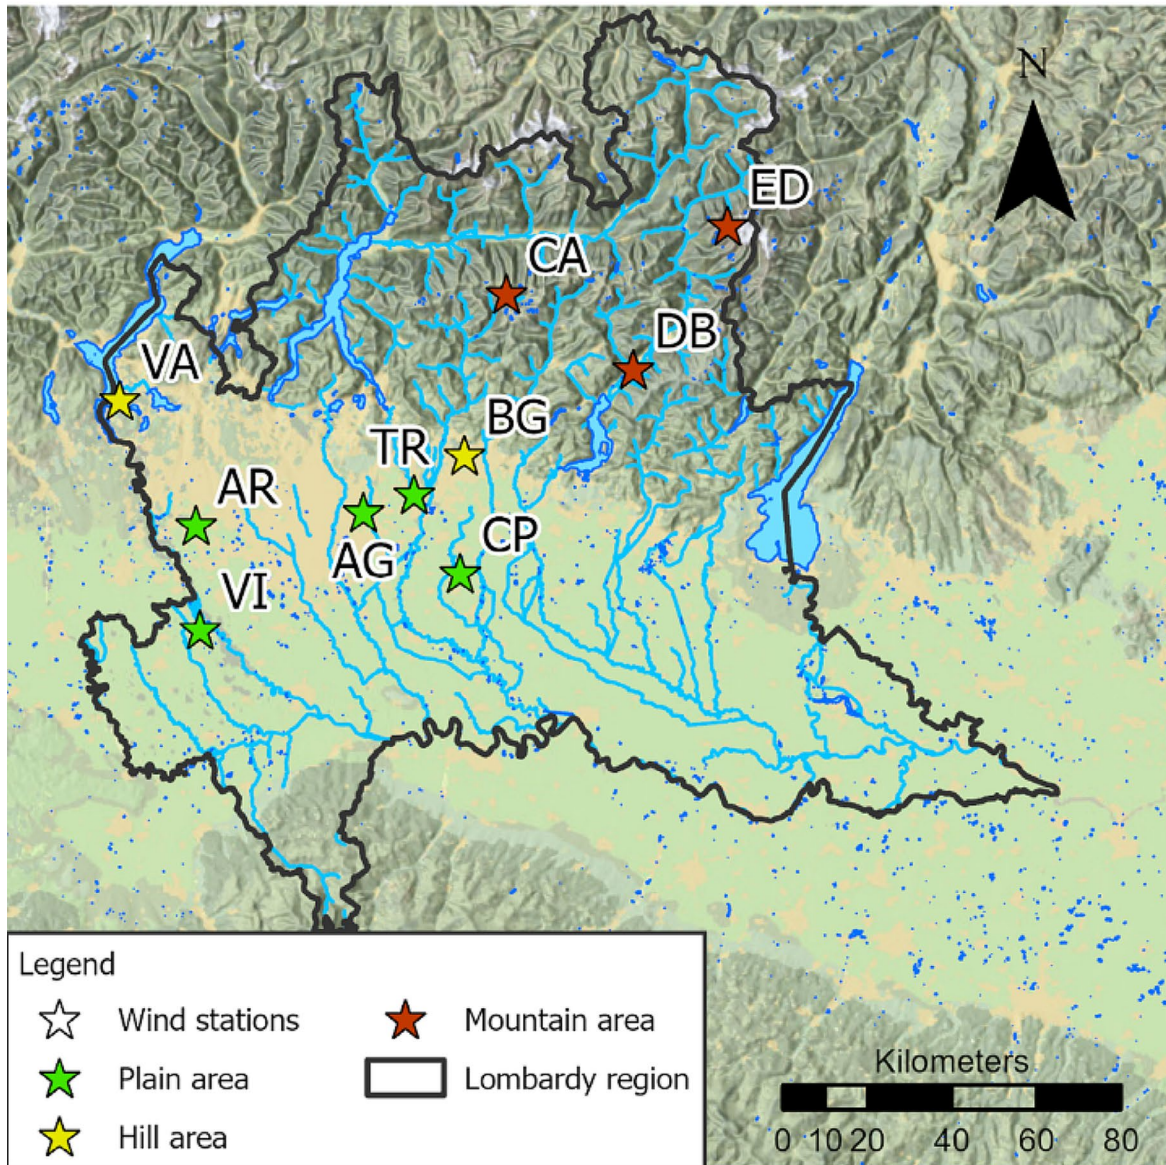 N
ED
CA
DB
VA
BG
TR
AR
CP
AG
VI
Legend
Wind stations
Mountain area
Plain area
Lombardy region
Hill area
Kilometers
0 10 20 40 60 80